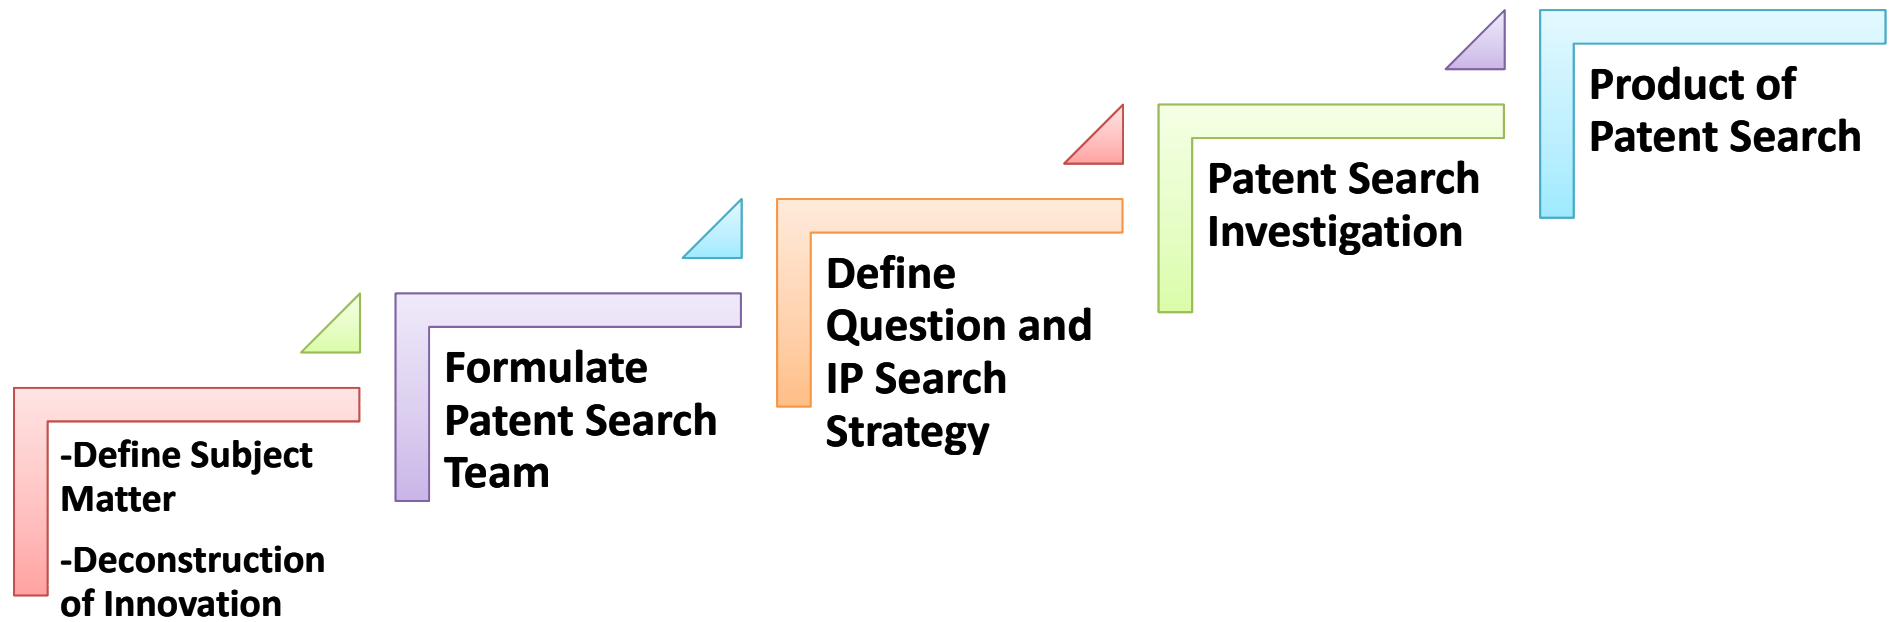 -Define Subject
Matter
-Deconstruction
of Innovation
Formulate
Patent Search
Team
Define
Question and
IP Search
Strategy
Patent Search
Investigation
Product of
Patent Search